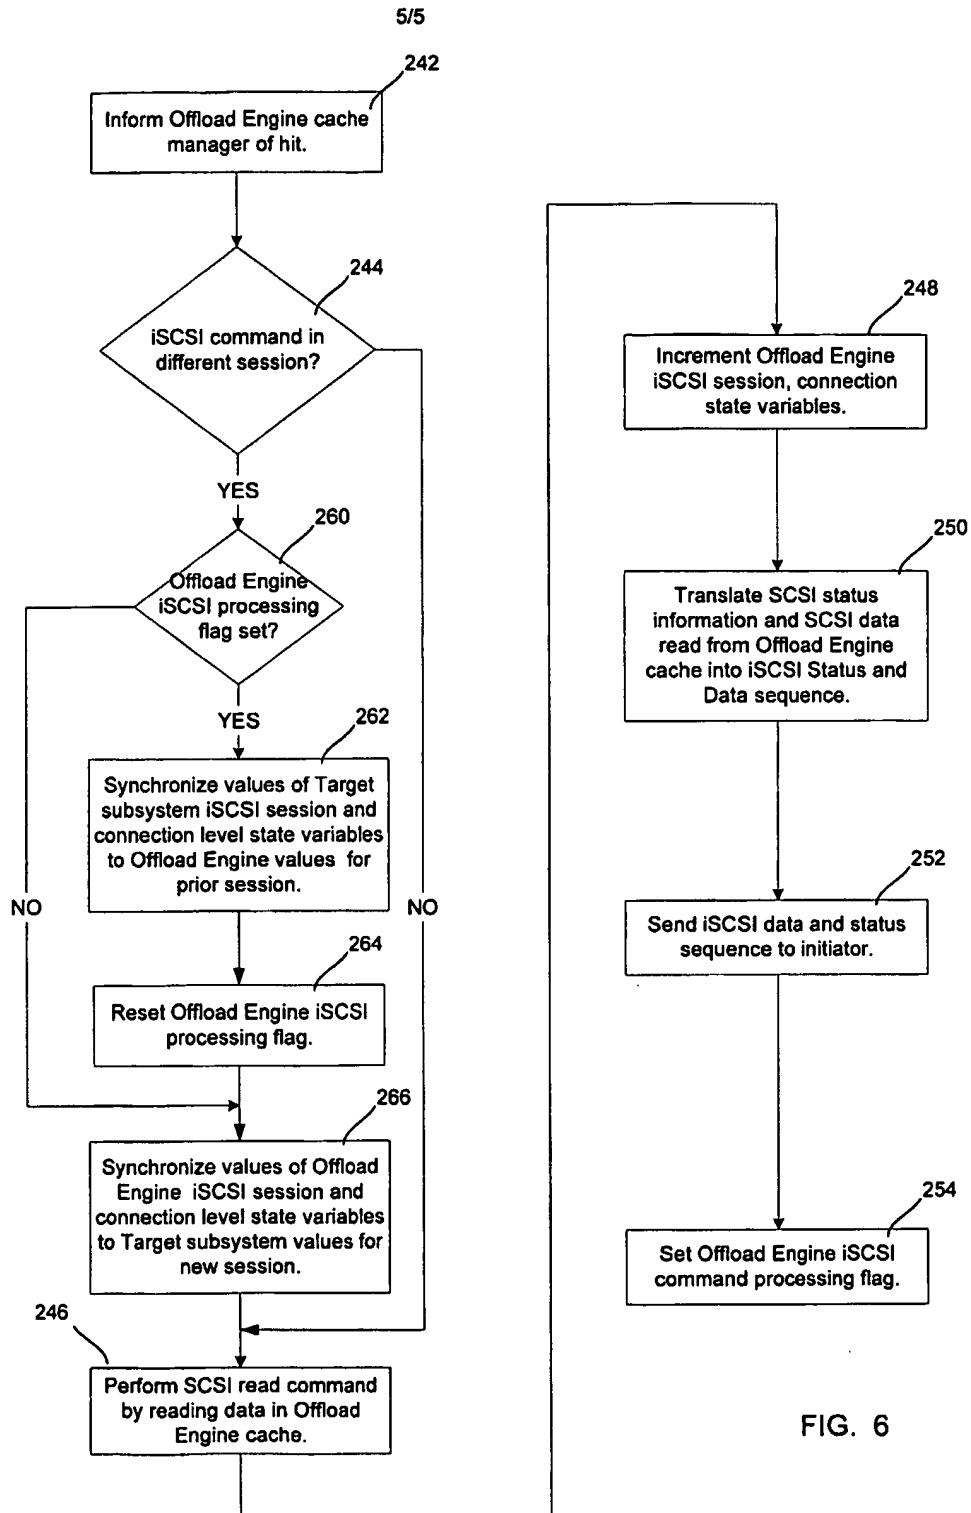 5/5
242
Inform Offload Engine cache
manager of hit.
244
iSCSI command in
different session?
YES
260
Offload Engine
iSCSI processing
flag set?
YES
262
Synchronize values of Target
subsystem iSCSI session and
connection level state variables
to Offload Engine values for
prior session.
NO
NO
264
Reset Offload Engine iSCSI
processing flag.
266
Synchronize values of Offload
Engine iSCSI session and
connection level state variables
to Target subsystem values for
new session.
246
Perform SCSI read command
by reading data in Offload
Engine cache.
248
Increment Offload Engine
iSCSI session, connection
state variables.
250
Translate SCSI status
information and SCSI data
read from Offload Engine
cache into iSCSI Status and
Data sequence.
252
Send iSCSI data and status
sequence to initiator.
254
Set Offload Engine iSCSI
command processing flag.
FIG. 6